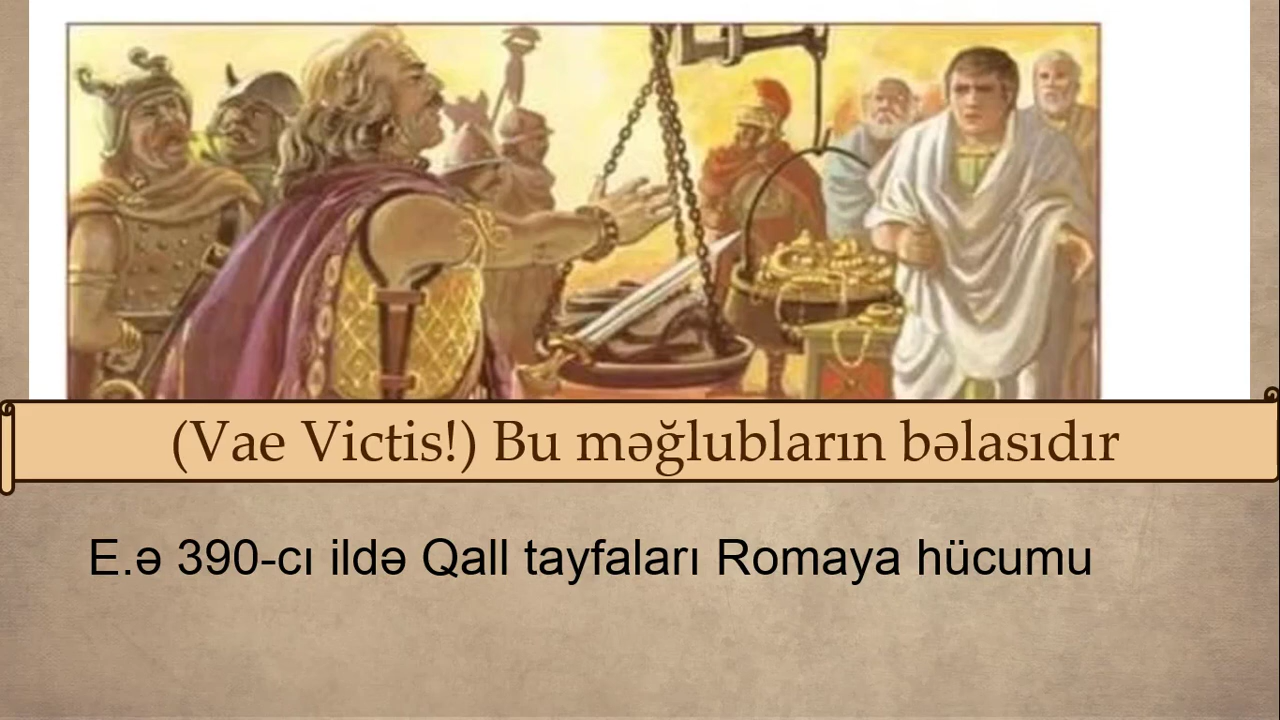 (Vae Victis!) Bu məğlubların bəlasıdır
E.ə 390-cı ildə Qall tayfaları Romaya hücumu